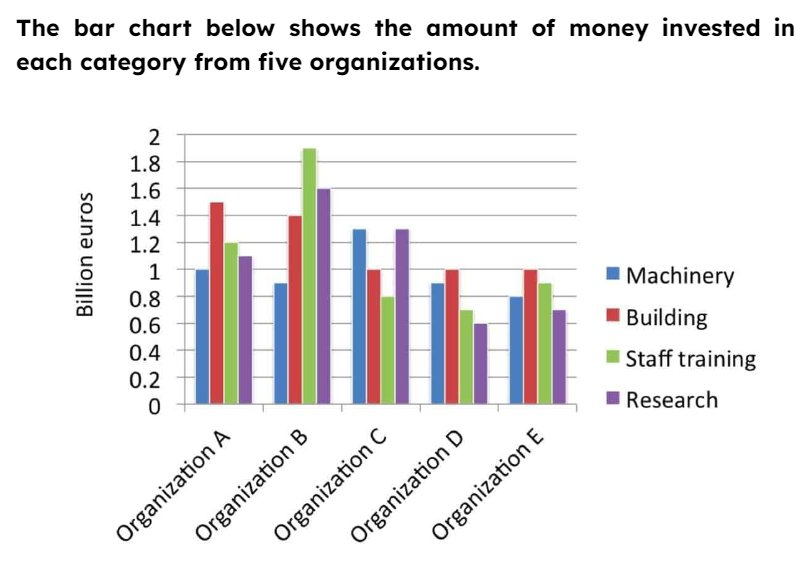 The bar chart below shows the amount of money invested in
each category from five organizations.
Billion euros
2
1.8
1.6
1.4
1.2
1
0.8
0.6
0.4
0.2
0
Organization A
Organization B
Organization C
Organization D
Organization E
Machinery
Building
Staff training
Research